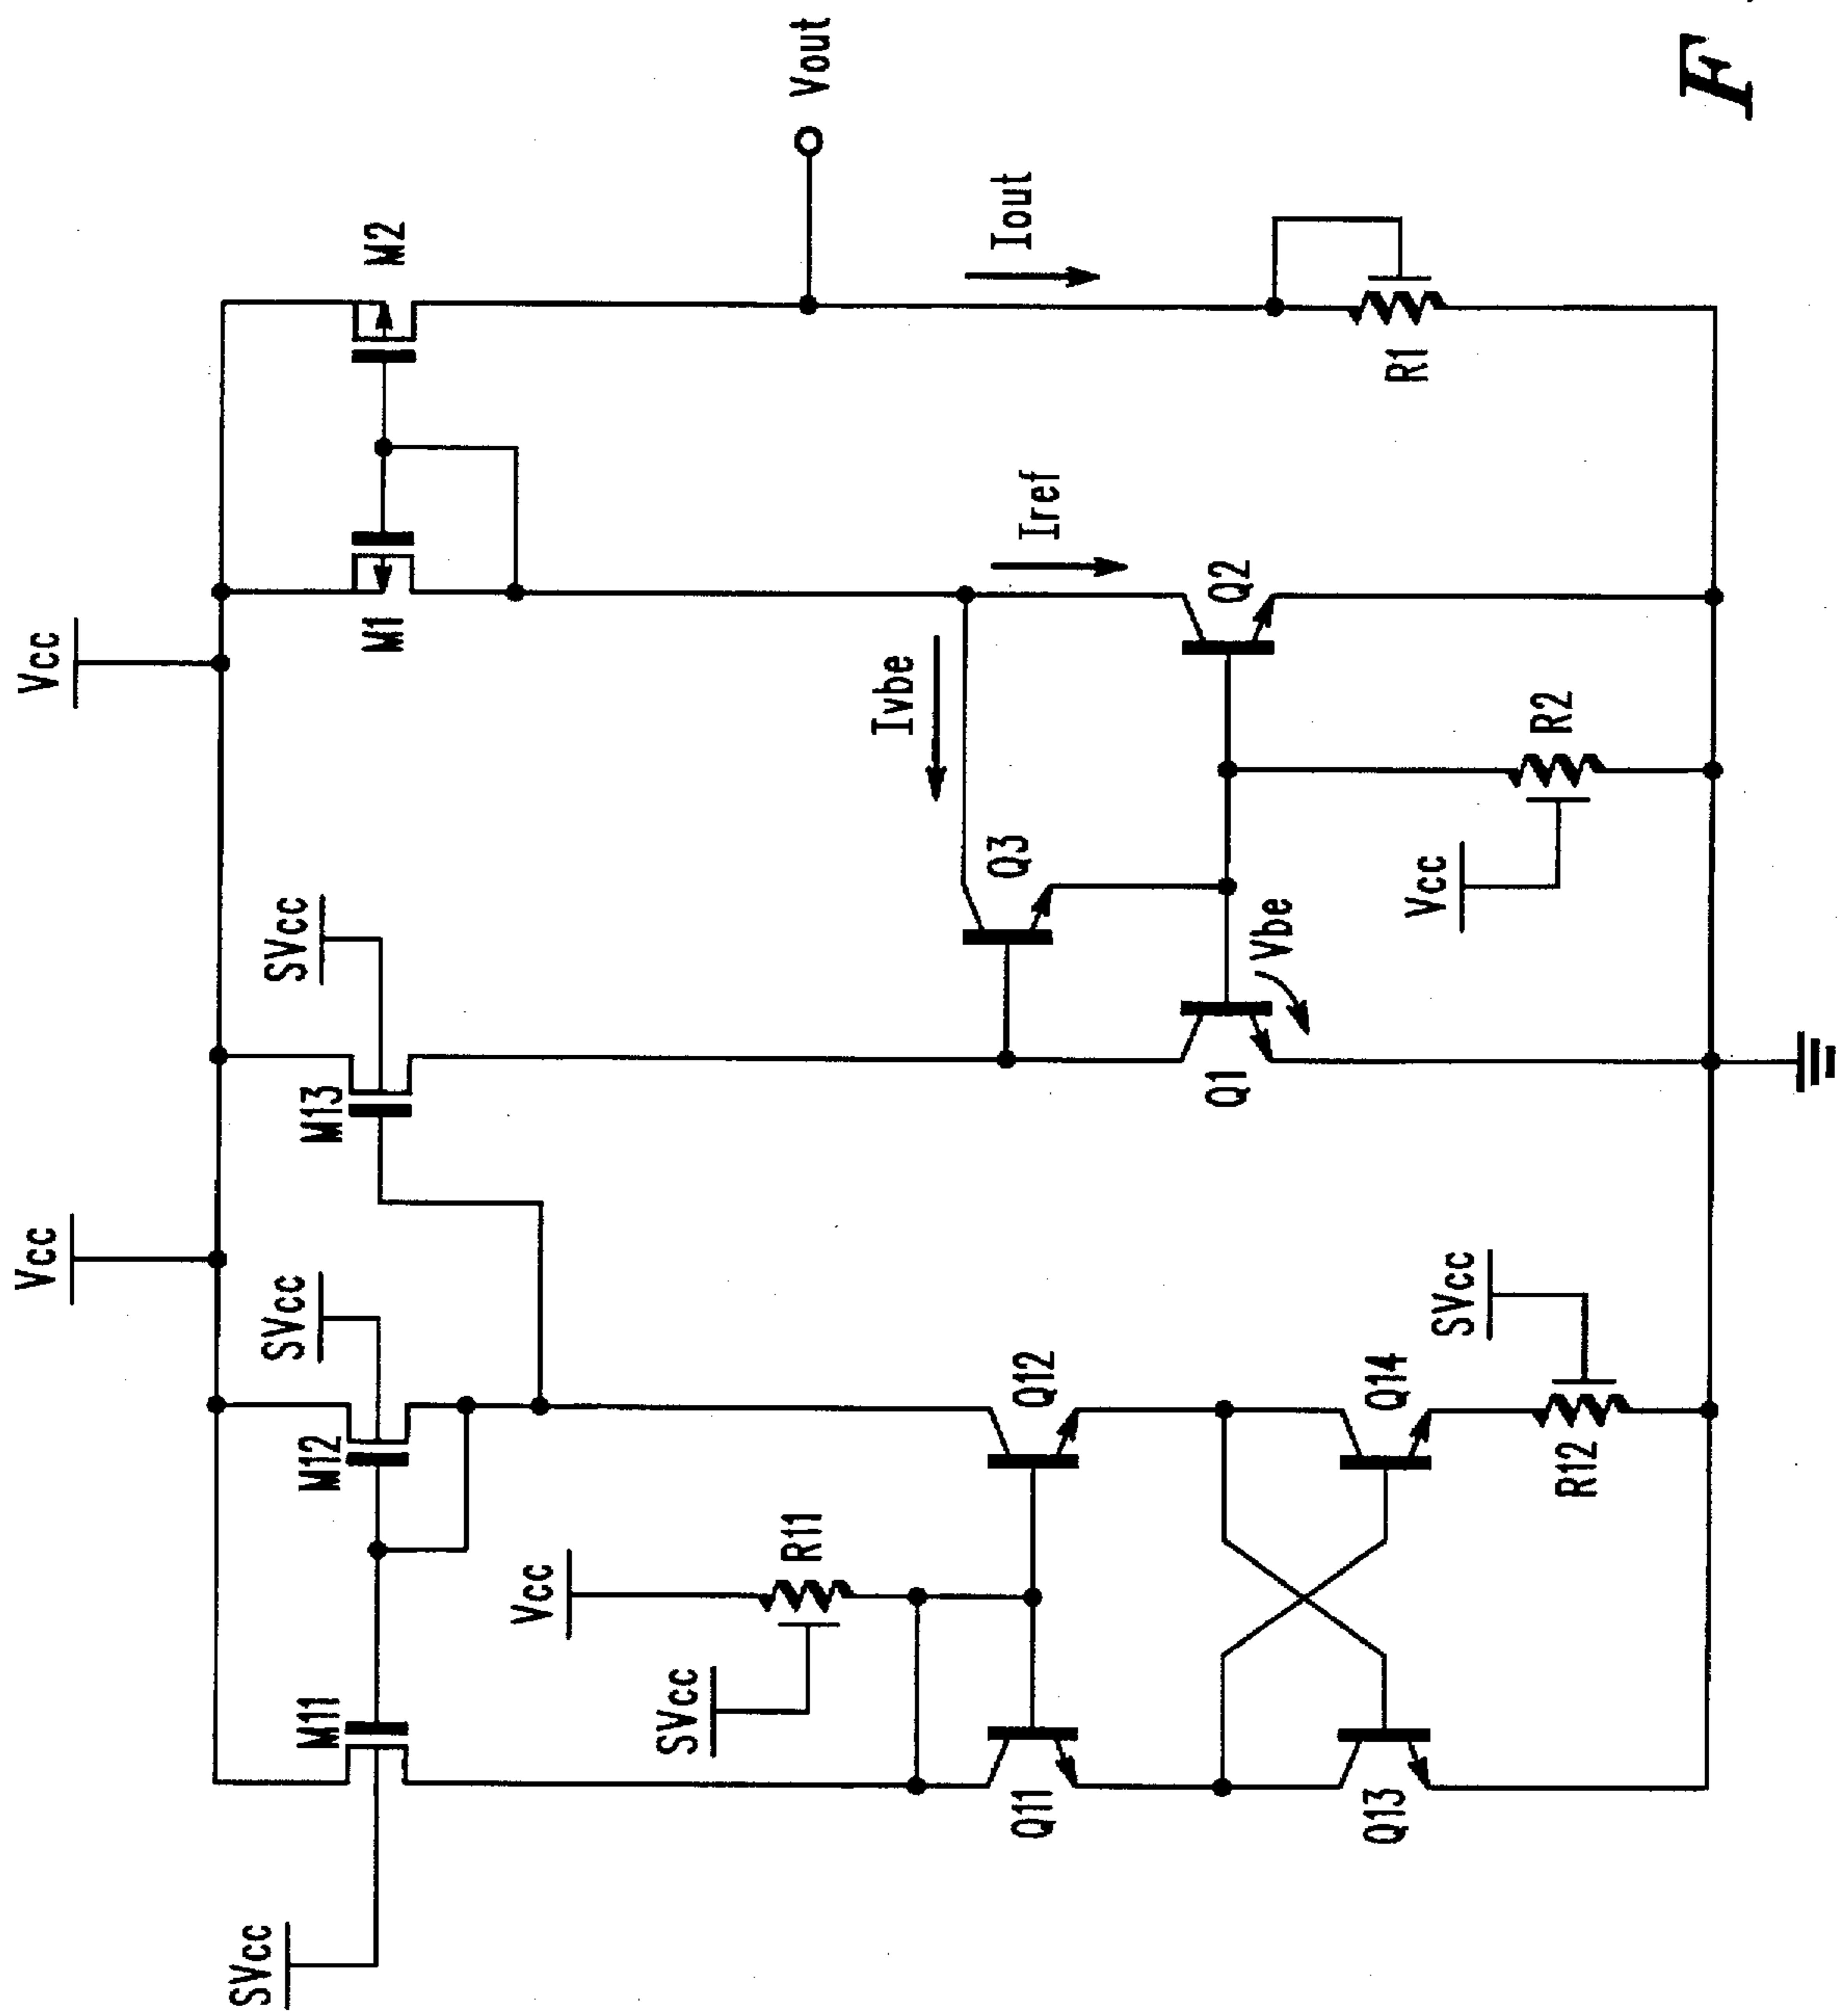 Vcc
Vcc
SVcc
M11
M12
SVcc
M13
SVcc
M1
M2
Vcc
SVcc
R11
Ivbe
Vout
Q11
Q12
Q3
Iref
Iout
Q1
Vbe
Q2
Q13
Q14
SVcc
R12
Vcc
R2
R1
F